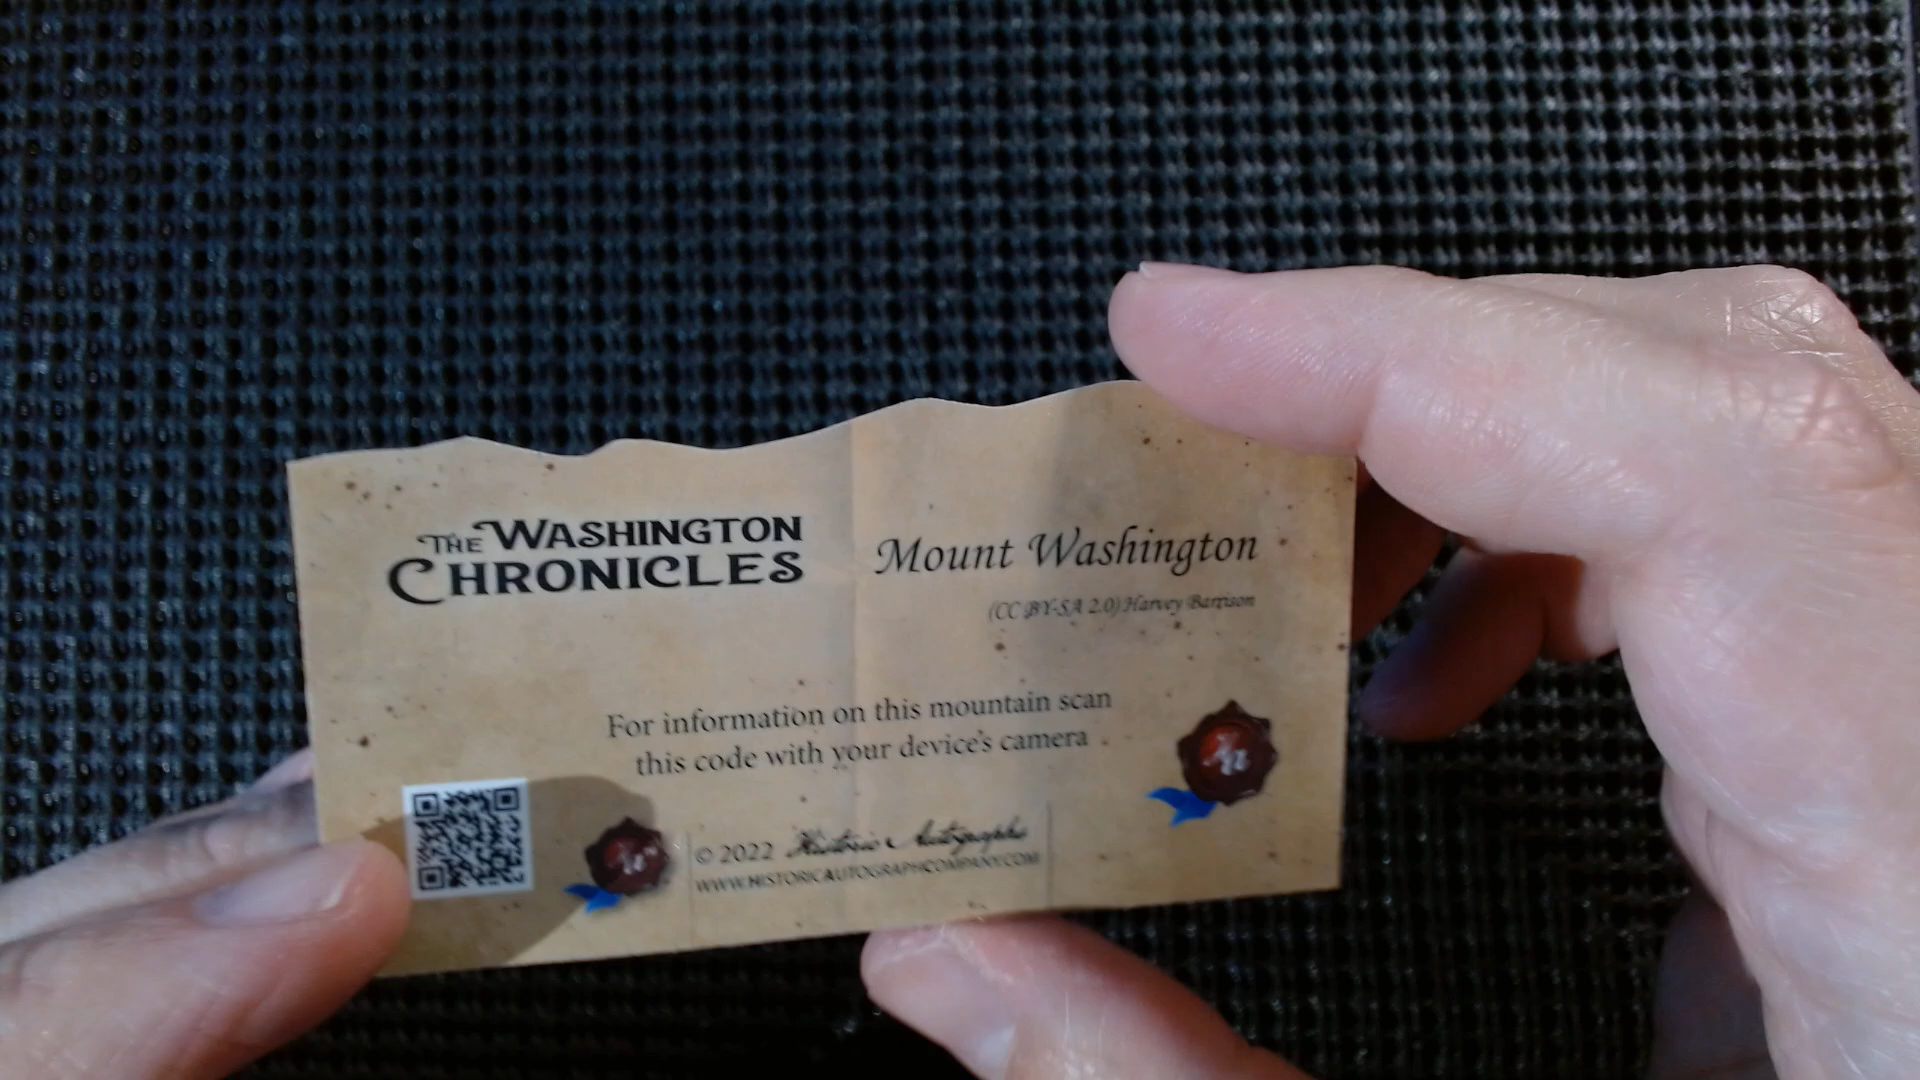 THE WASHINGTON
CHRONICLES
Mount Washington
(CC BY-SA 2.0) Harvey Barrison
For information on this mountain scan
this code with your device's camera
© 2022 Historic Autographs
WWW.HISTORICAUTOGRAPHCOMPANY.COM